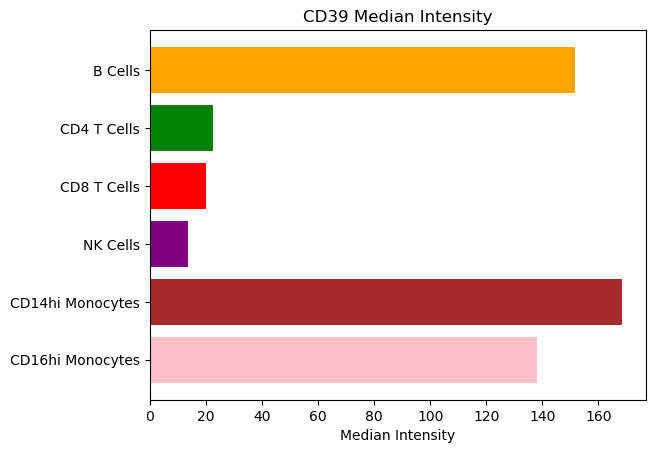 CD39 Median Intensity
B Cells
CD4 T Cells
CD8 T Cells
NK Cells
CD14hi Monocytes
CD16hi Monocytes
0 20 40 60 80 100 120 140 160
Median Intensity